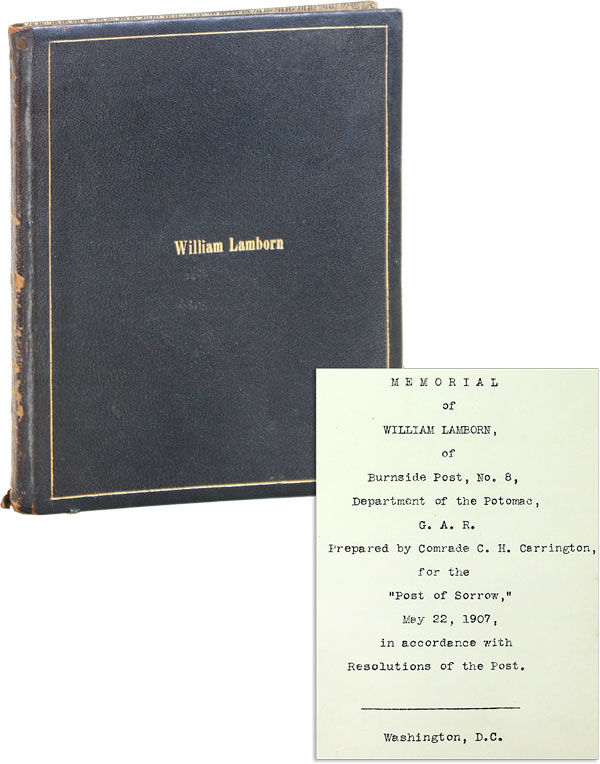 William Lamborn
MEMORIAL
of
WILLIAM LAMBORN,
of
Burnside Post, No. 8,
Department of the Potomac,
G. A. R.
Prepared by Comrade C. H. Carrington,
for the
"Post of Sorrow,"
May 22, 1907,
in accordance with
Resolutions of the Post.
Washington, D.C.